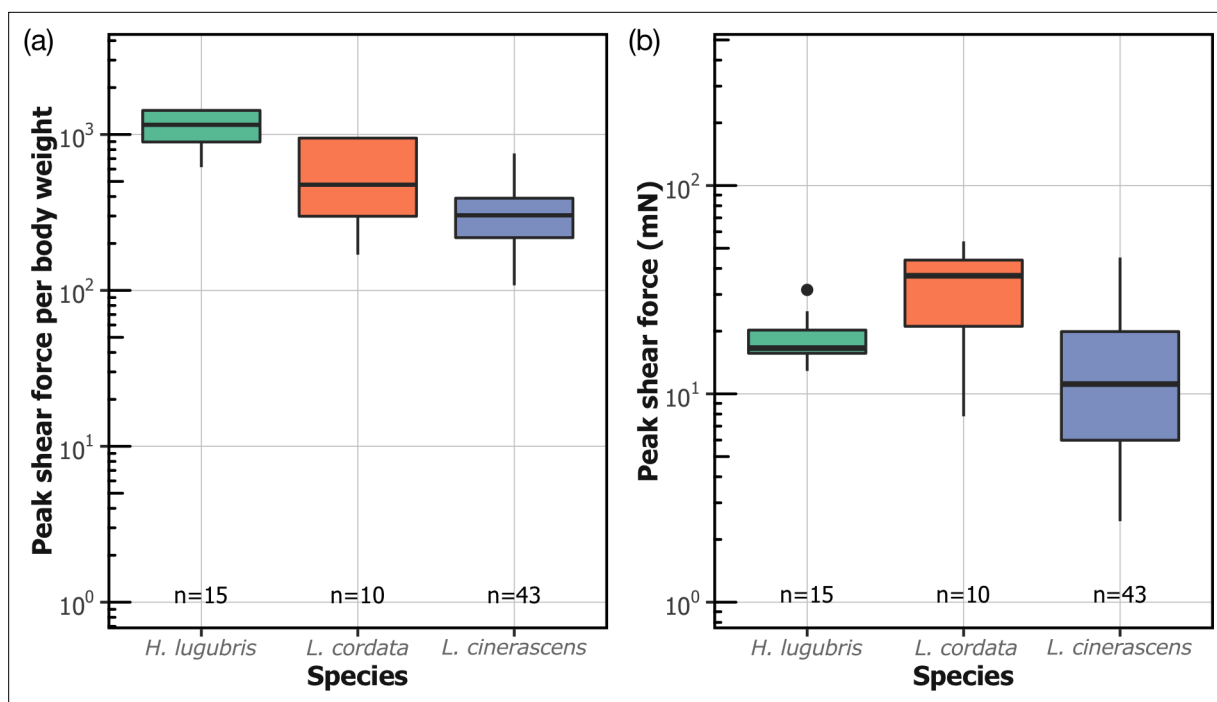 (a)
Peak shear force per body weight
10³
10²
10¹
10⁰
n=15 n=10 n=43
H. lugubris L. cordata L. cinerascens
Species
(b)
Peak shear force (mN)
10²
10¹
10⁰
n=15 n=10 n=43
H. lugubris L. cordata L. cinerascens
Species